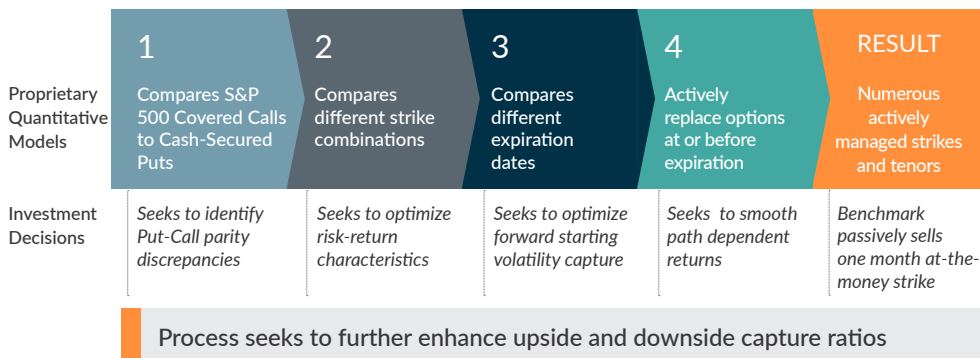 1
Compares S&P
500 Covered Calls
to Cash-Secured
Puts
2
Compares
different strike
combinations
3
Compares
different
expiration
dates
4
Actively
replace options
at or before
expiration
RESULT
Numerous
actively
managed strikes
and tenors
Proprietary
Quantitative
Models
Investment
Decisions
Seeks to identify
Put-Call parity
discrepancies
Seeks to optimize
risk-return
characteristics
Seeks to optimize
forward starting
volatility capture
Seeks to smooth
path dependent
returns
Benchmark
passively sells
one month at-the-
money strike
Process seeks to further enhance upside and downside capture ratios